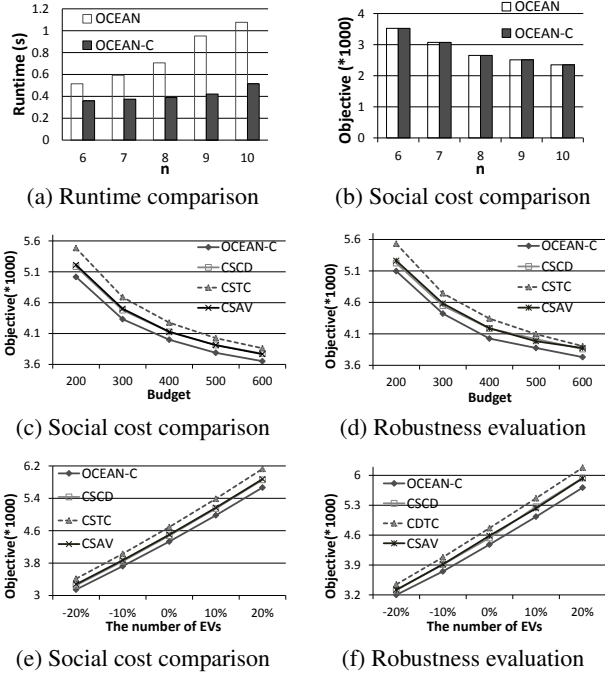 Runtime (s)
1.2
1
0.8
0.6
0.4
0.2
0
OCEAN
OCEAN-C
6 7 8 9 10
n
(a) Runtime comparison
Objective (*1000)
4
3
2
1
0
OCEAN
OCEAN-C
6 7 8 9 10
n
(b) Social cost comparison
Objective(*1000)
5.6
5.1
4.6
4.1
3.6
OCEAN-C
CSCD
CSTC
CSAV
200 300 400 500 600
Budget
(c) Social cost comparison
Objective(*1000)
5.6
5.1
4.6
4.1
3.6
OCEAN-C
CSCD
CSTC
CSAV
200 300 400 500 600
Budget
(d) Robustness evaluation
Objective(*1000)
6.2
5.4
4.6
3.8
3
OCEAN-C
CSCD
CSTC
CSAV
-20% -10% 0% 10% 20%
The number of EVs
(e) Social cost comparison
Objective(*1000)
6
5.3
4.6
3.9
3.2
OCEAN-C
CSCD
CDTC
CSAV
-20% -10% 0% 10% 20%
The number of EVs
(f) Robustness evaluation